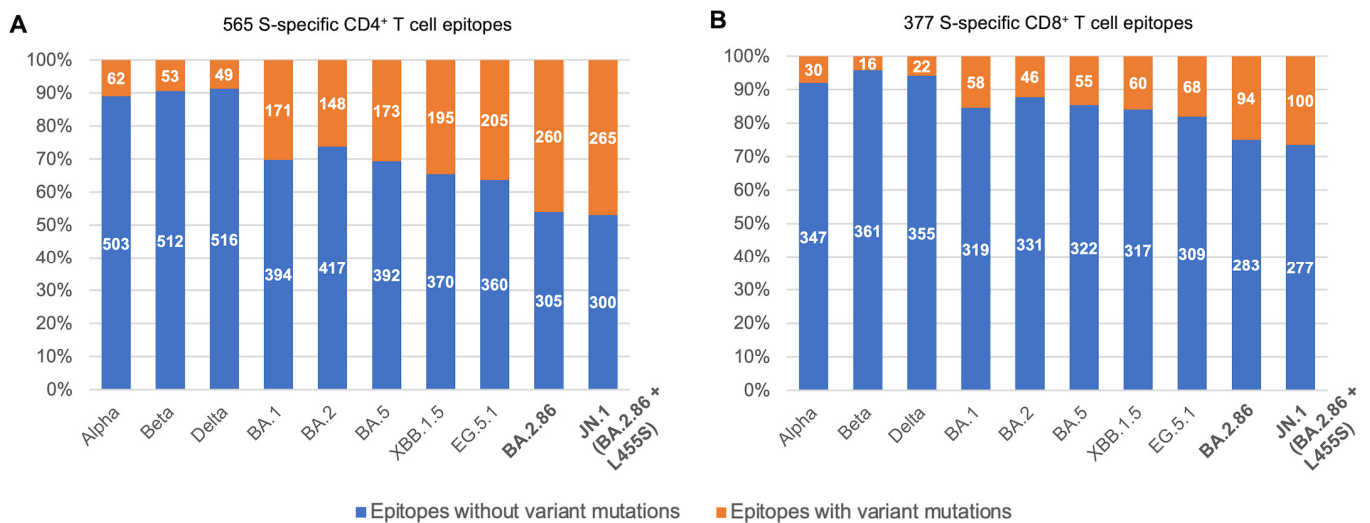 A
565 S-specific CD4⁺ T cell epitopes
100%
90%
80%
70%
60%
50%
40%
30%
20%
10%
0%
62 53 49 171 148 173 195 205 260 265
503 512 516 394 417 392 370 360 305 300
Alpha
Beta
Delta
BA.1
BA.2
BA.5
XBB.1.5
EG.5.1
BA.2.86
JN.1
(BA.2.86 +
L455S)
B
377 S-specific CD8⁺ T cell epitopes
100%
90%
80%
70%
60%
50%
40%
30%
20%
10%
0%
30 16 22 58 46 55 60 68 94 100
347 361 355 319 331 322 317 309 283 277
Alpha
Beta
Delta
BA.1
BA.2
BA.5
XBB.1.5
EG.5.1
BA.2.86
JN.1
(BA.2.86 +
L455S)
Epitopes without variant mutations
Epitopes with variant mutations